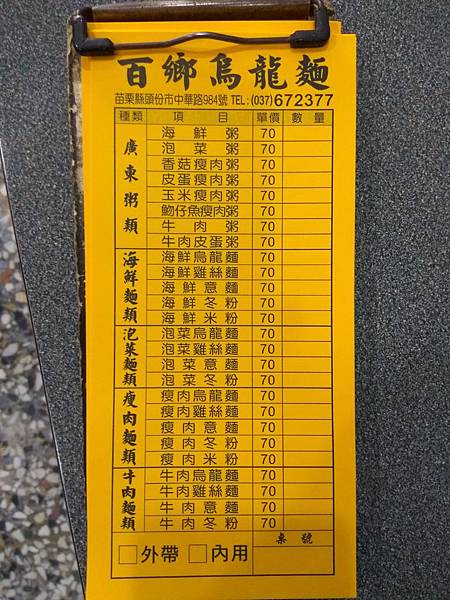 百鄉烏龍麵
苗栗縣頭份市中華路984號 TEL:(037)672377
種類 項目 單價 數量
廣東粥類
海鮮粥 70
泡菜粥 70
香菇瘦肉粥 70
皮蛋瘦肉粥 70
玉米瘦肉粥 70
魩仔魚瘦肉粥 70
牛肉粥 70
牛肉皮蛋粥 70
海鮮麵類
海鮮烏龍麵 70
海鮮雞絲麵 70
海鮮意麵 70
海鮮冬粉 70
海鮮米粉 70
泡菜麵類
泡菜烏龍麵 70
泡菜雞絲麵 70
泡菜意麵 70
泡菜冬粉 70
瘦肉麵類
瘦肉烏龍麵 70
瘦肉雞絲麵 70
瘦肉意麵 70
瘦肉冬粉 70
瘦肉米粉 70
牛肉麵類
牛肉烏龍麵 70
牛肉雞絲麵 70
牛肉意麵 70
牛肉冬粉 70
桌號
□外帶 □內用